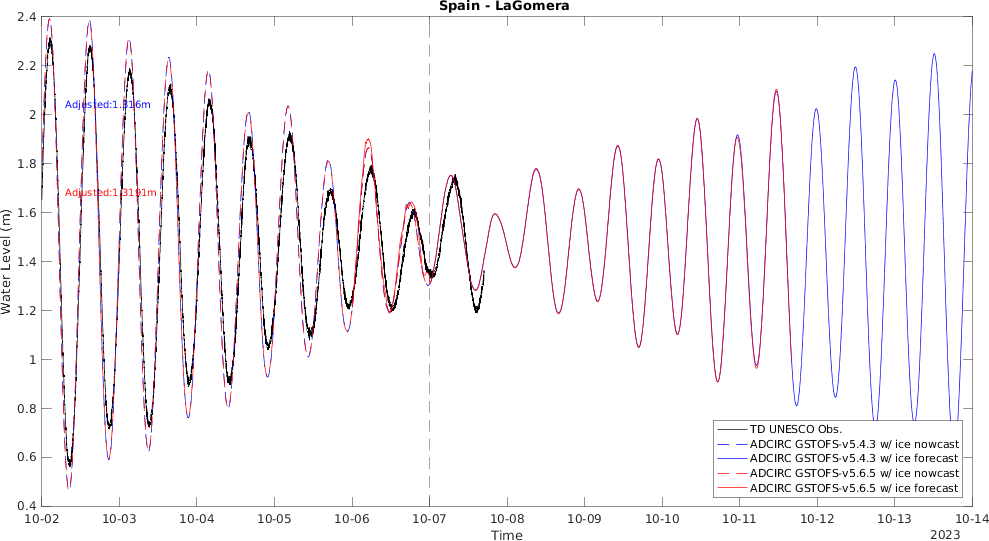 Spain - LaGomera
2.4
2.2
2
1.8
1.6
1.4
1.2
1
0.8
0.6
0.4
Water Level (m)
Adjusted:1.316m
Adjusted:1.3191m
TD UNESCO Obs.
ADCIRC GSTOFS-v5.4.3 w/ ice nowcast
ADCIRC GSTOFS-v5.4.3 w/ ice forecast
ADCIRC GSTOFS-v5.6.5 w/ ice nowcast
ADCIRC GSTOFS-v5.6.5 w/ ice forecast
10-02 10-03 10-04 10-05 10-06 10-07 10-08 10-09 10-10 10-11 10-12 10-13 10-14
Time
2023